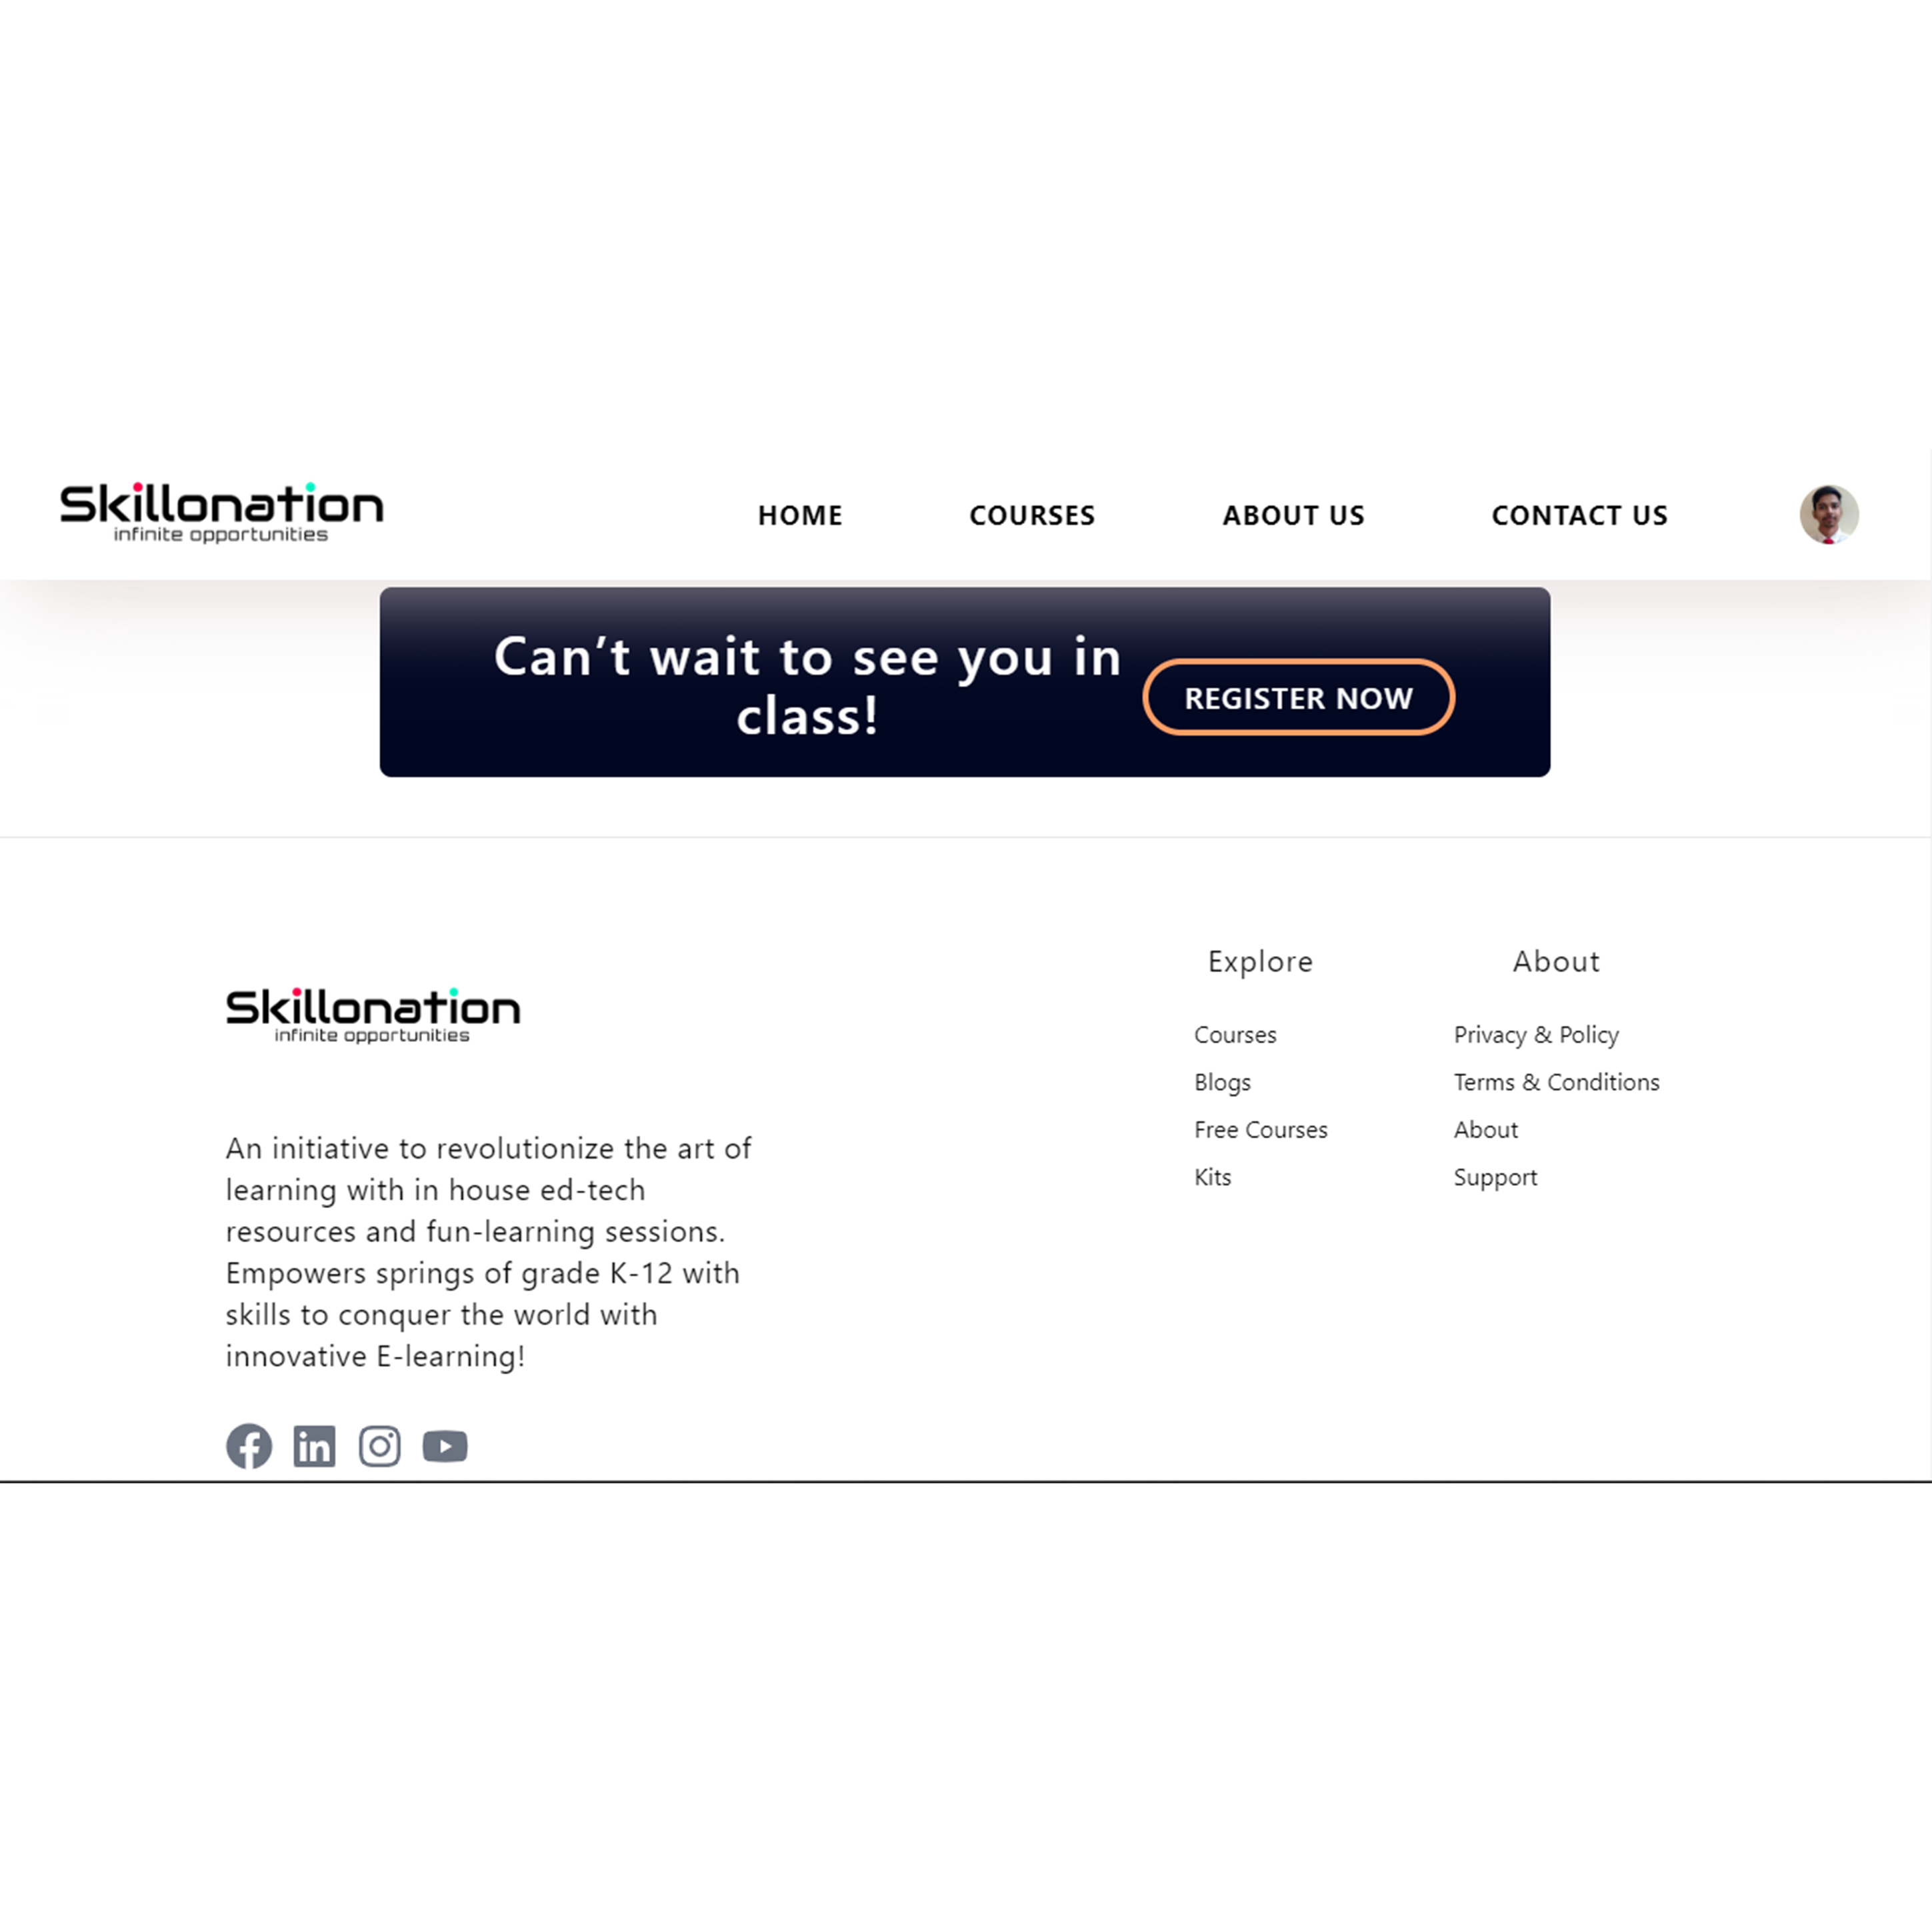 Skillonation
infinite opportunities
HOME COURSES ABOUT US CONTACT US
Can’t wait to see you in
class!
REGISTER NOW
Skillonation
infinite opportunities
An initiative to revolutionize the art of
learning with in house ed-tech
resources and fun-learning sessions.
Empowers springs of grade K-12 with
skills to conquer the world with
innovative E-learning!
Explore
Courses
Blogs
Free Courses
Kits
About
Privacy & Policy
Terms & Conditions
About
Support